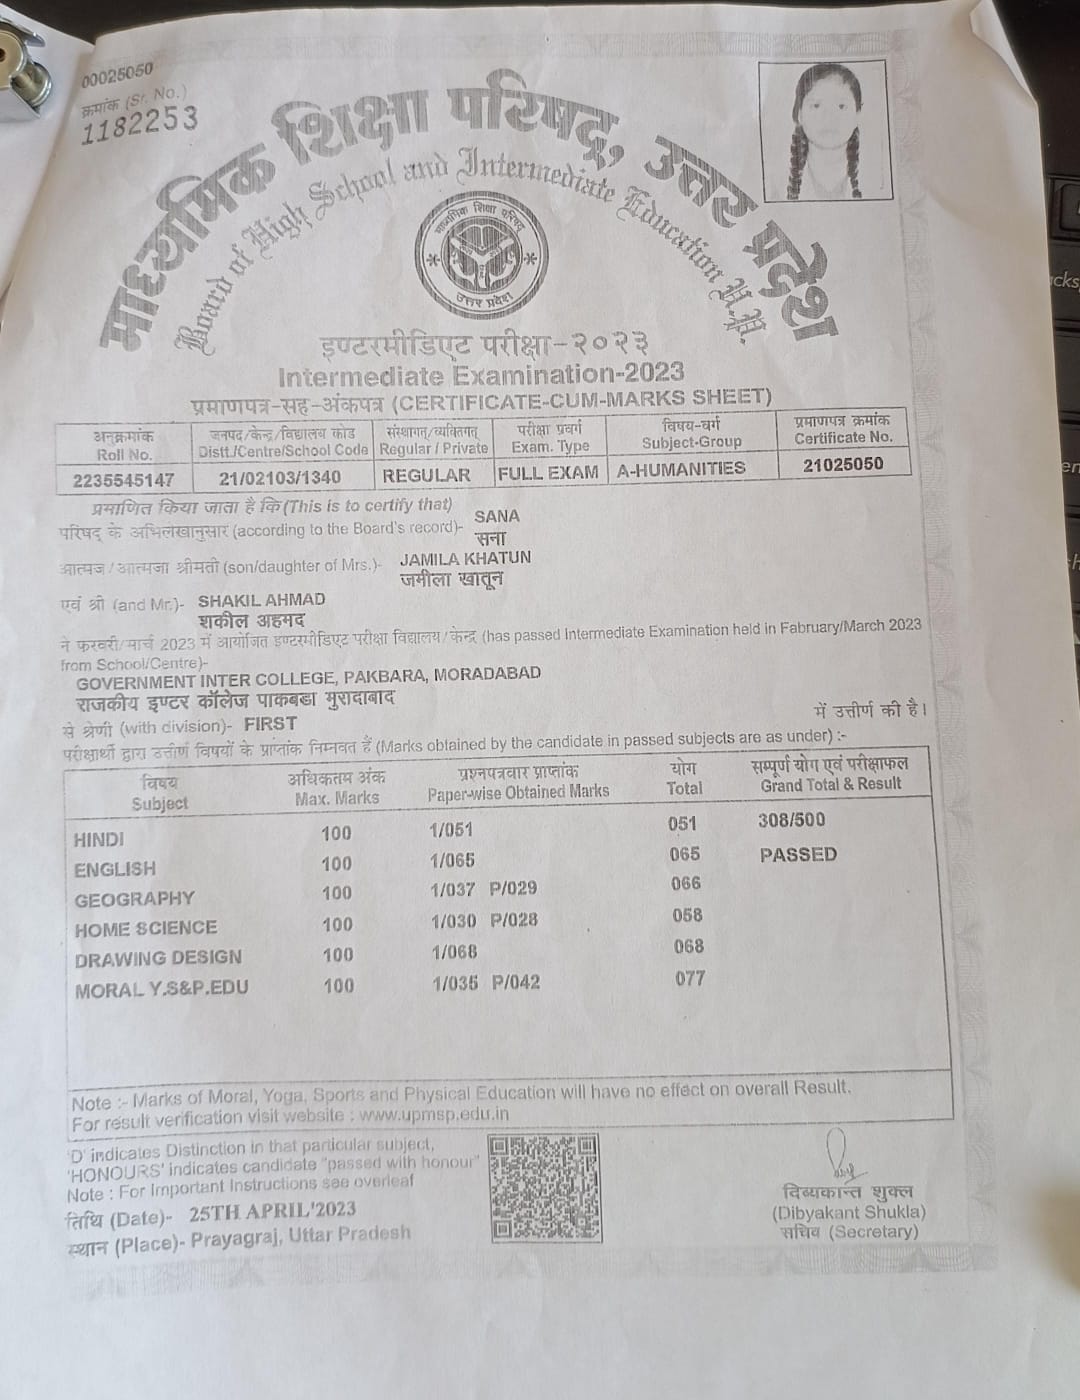 00025050
क्रमांक (Sr. No.)
1182253
माध्यमिक शिक्षा परिषद्, उत्तर प्रदेश
Board of High School and Intermediate Education U.P.
माध्यमिक शिक्षा परिषद्
उत्तर प्रदेश
इण्टरमीडिएट परीक्षा-२०२३
Intermediate Examination-2023
प्रमाणपत्र-सह-अंकपत्र (CERTIFICATE-CUM-MARKS SHEET)
अनुक्रमांक जनपद/केन्द्र/विद्यालय कोड संस्थागत/व्यक्तिगत् परीक्षा प्रवर्ग विषय-वर्ग प्रमाणपत्र क्रमांक
Roll No. Distt./Centre/School Code Regular / Private Exam. Type Subject-Group Certificate No.
2235545147 21/02103/1340 REGULAR FULL EXAM A-HUMANITIES 21025050
प्रमाणित किया जाता है कि (This is to certify that) SANA
परिषद् के अभिलेखानुसार (according to the Board's record)- सना
आत्मज/आत्मजा श्रीमती (son/daughter of Mrs.)- JAMILA KHATUN
जमीला खातून
एवं श्री (and Mr.)- SHAKIL AHMAD
शकील अहमद
ने फरवरी/मार्च 2023 में आयोजित इण्टरमीडिएट परीक्षा विद्यालय/केन्द्र (has passed Intermediate Examination held in Fabruary/March 2023
from School/Centre)-
GOVERNMENT INTER COLLEGE, PAKBARA, MORADABAD
राजकीय इण्टर कॉलेज पाकबडा मुरादाबाद
से श्रेणी (with division)- FIRST में उत्तीर्ण की है।
परीक्षार्थी द्वारा उत्तीर्ण विषयों के प्राप्तांक निम्नवत हैं (Marks obtained by the candidate in passed subjects are as under) :-
विषय अधिकतम अंक प्रश्नपत्रवार प्राप्तांक योग सम्पूर्ण योग एवं परीक्षाफल
Subject Max. Marks Paper-wise Obtained Marks Total Grand Total & Result
HINDI 100 1/051 051 308/500
ENGLISH 100 1/065 065 PASSED
GEOGRAPHY 100 1/037 P/029 066
HOME SCIENCE 100 1/030 P/028 058
DRAWING DESIGN 100 1/068 068
MORAL Y.S&P.EDU 100 1/035 P/042 077
Note :- Marks of Moral, Yoga, Sports and Physical Education will have no effect on overall Result.
For result verification visit website : www.upmsp.edu.in
'D' indicates Distinction in that particular subject,
'HONOURS' indicates candidate "passed with honour"
Note : For Important Instructions see overleaf
तिथि (Date)- 25TH APRIL'2023
स्थान (Place)- Prayagraj, Uttar Pradesh
दिब्यकान्त शुक्ल
(Dibyakant Shukla)
सचिव (Secretary)